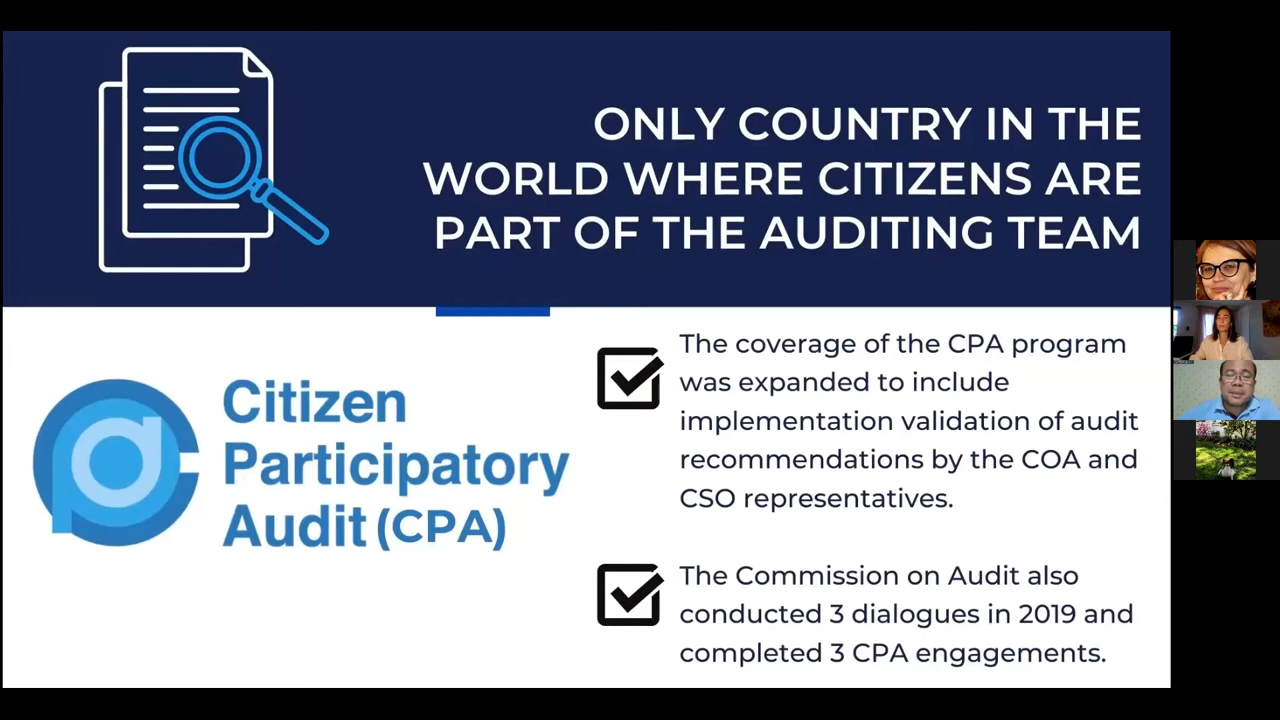 ONLY COUNTRY IN THE
WORLD WHERE CITIZENS ARE
PART OF THE AUDITING TEAM
Citizen
Participatory
Audit (CPA)
The coverage of the CPA program
was expanded to include
implementation validation of audit
recommendations by the COA and
CSO representatives.
The Commission on Audit also
conducted 3 dialogues in 2019 and
completed 3 CPA engagements.